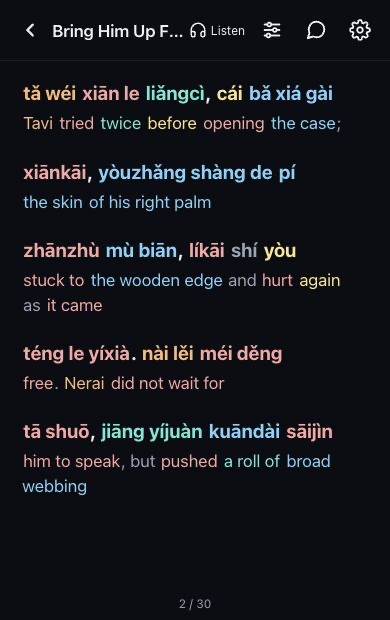 Bring Him Up F... Listen
tǎ wéi xiān le liǎngcì, cái bǎ xiá gài
Tavi tried twice before opening the case;
xiānkāi, yòuzhǎng shàng de pí
the skin of his right palm
zhānzhù mù biān, líkāi shí yòu
stuck to the wooden edge and hurt again
as it came
téng le yíxià. nài lěi méi děng
free. Nerai did not wait for
tā shuō, jiāng yíjuàn kuāndài sāijìn
him to speak, but pushed a roll of broad
webbing
2 / 30